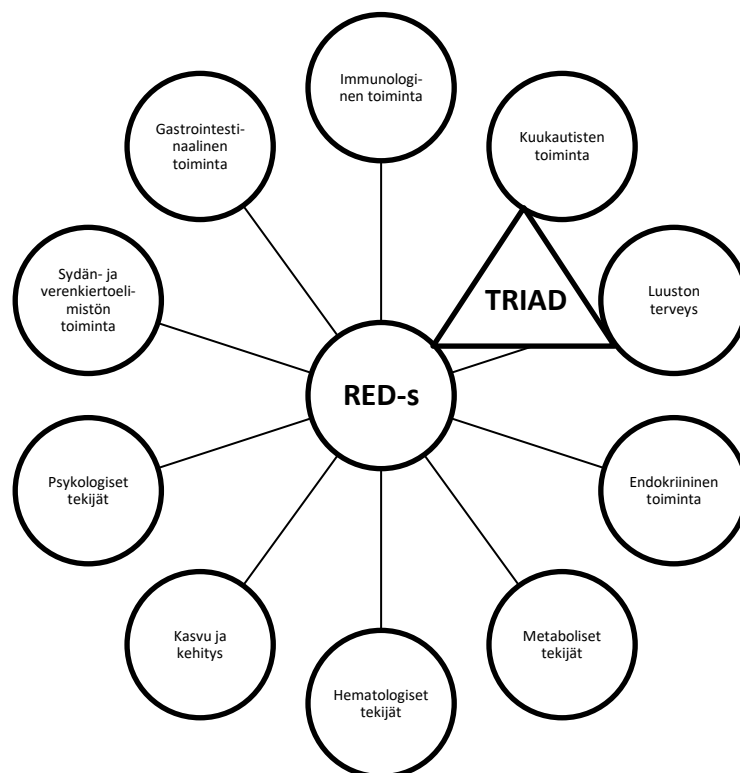 Immunologi-
nen toiminta
Gastrointesti-
naalinen
toiminta
Kuukautisten
toiminta
Sydän- ja
verenkiertoeli-
mistön
toiminta
TRIAD
Luuston
terveys
RED-s
Psykologiset
tekijät
Endokriininen
toiminta
Kasvu ja
kehitys
Metaboliset
tekijät
Hematologiset
tekijät